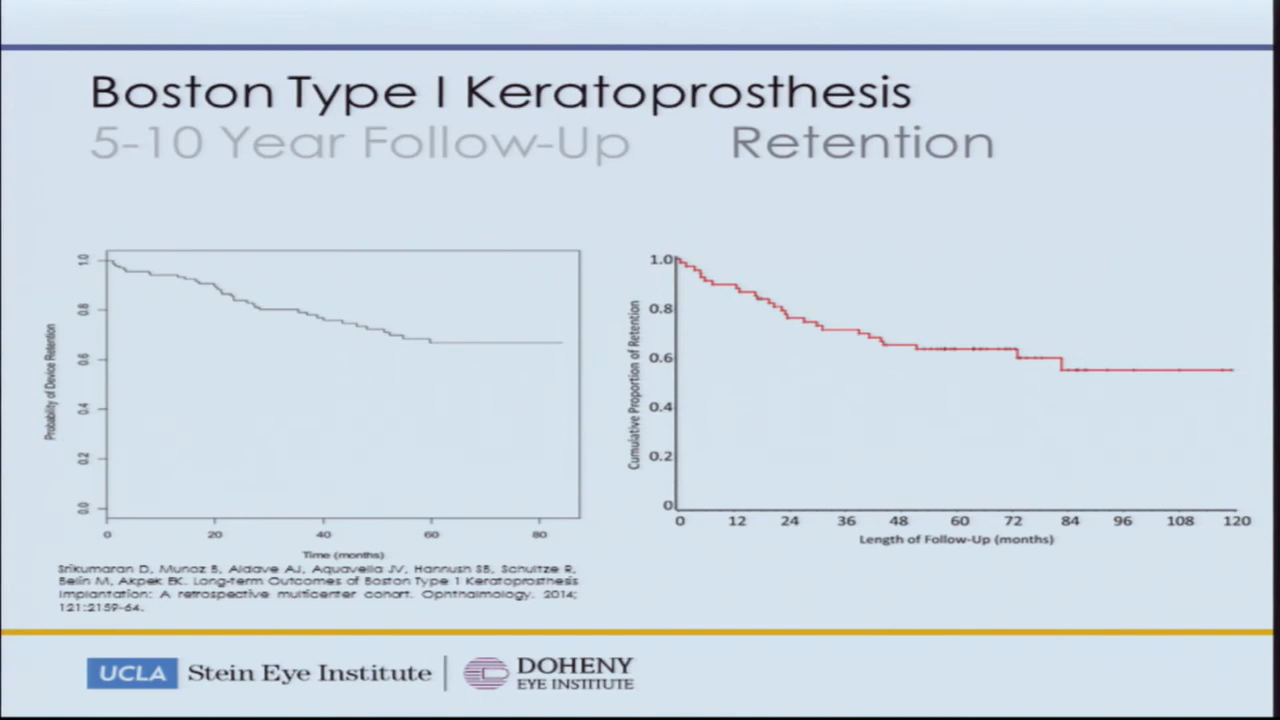 Boston Type I Keratoprosthesis
5-10 Year Follow-Up Retention
Probability of Device Retention
1.0
0.8
0.6
0.4
0.2
0.0
0 20 40 60 80
Time (months)
Srikumaran D, Munoz B, Aldave AJ, Aquavella JV, Hannush SB, Schultze R,
Belin M, Akpek EK. Long-term Outcomes of Boston Type 1 Keratoprosthesis
Implantation: A retrospective multicenter cohort. Ophthalmology. 2014;
121:2159-64.
Cumulative Proportion of Retention
1.0
0.8
0.6
0.4
0.2
0
0 12 24 36 48 60 72 84 96 108 120
Length of Follow-Up (months)
UCLA Stein Eye Institute
DOHENY
EYE INSTITUTE